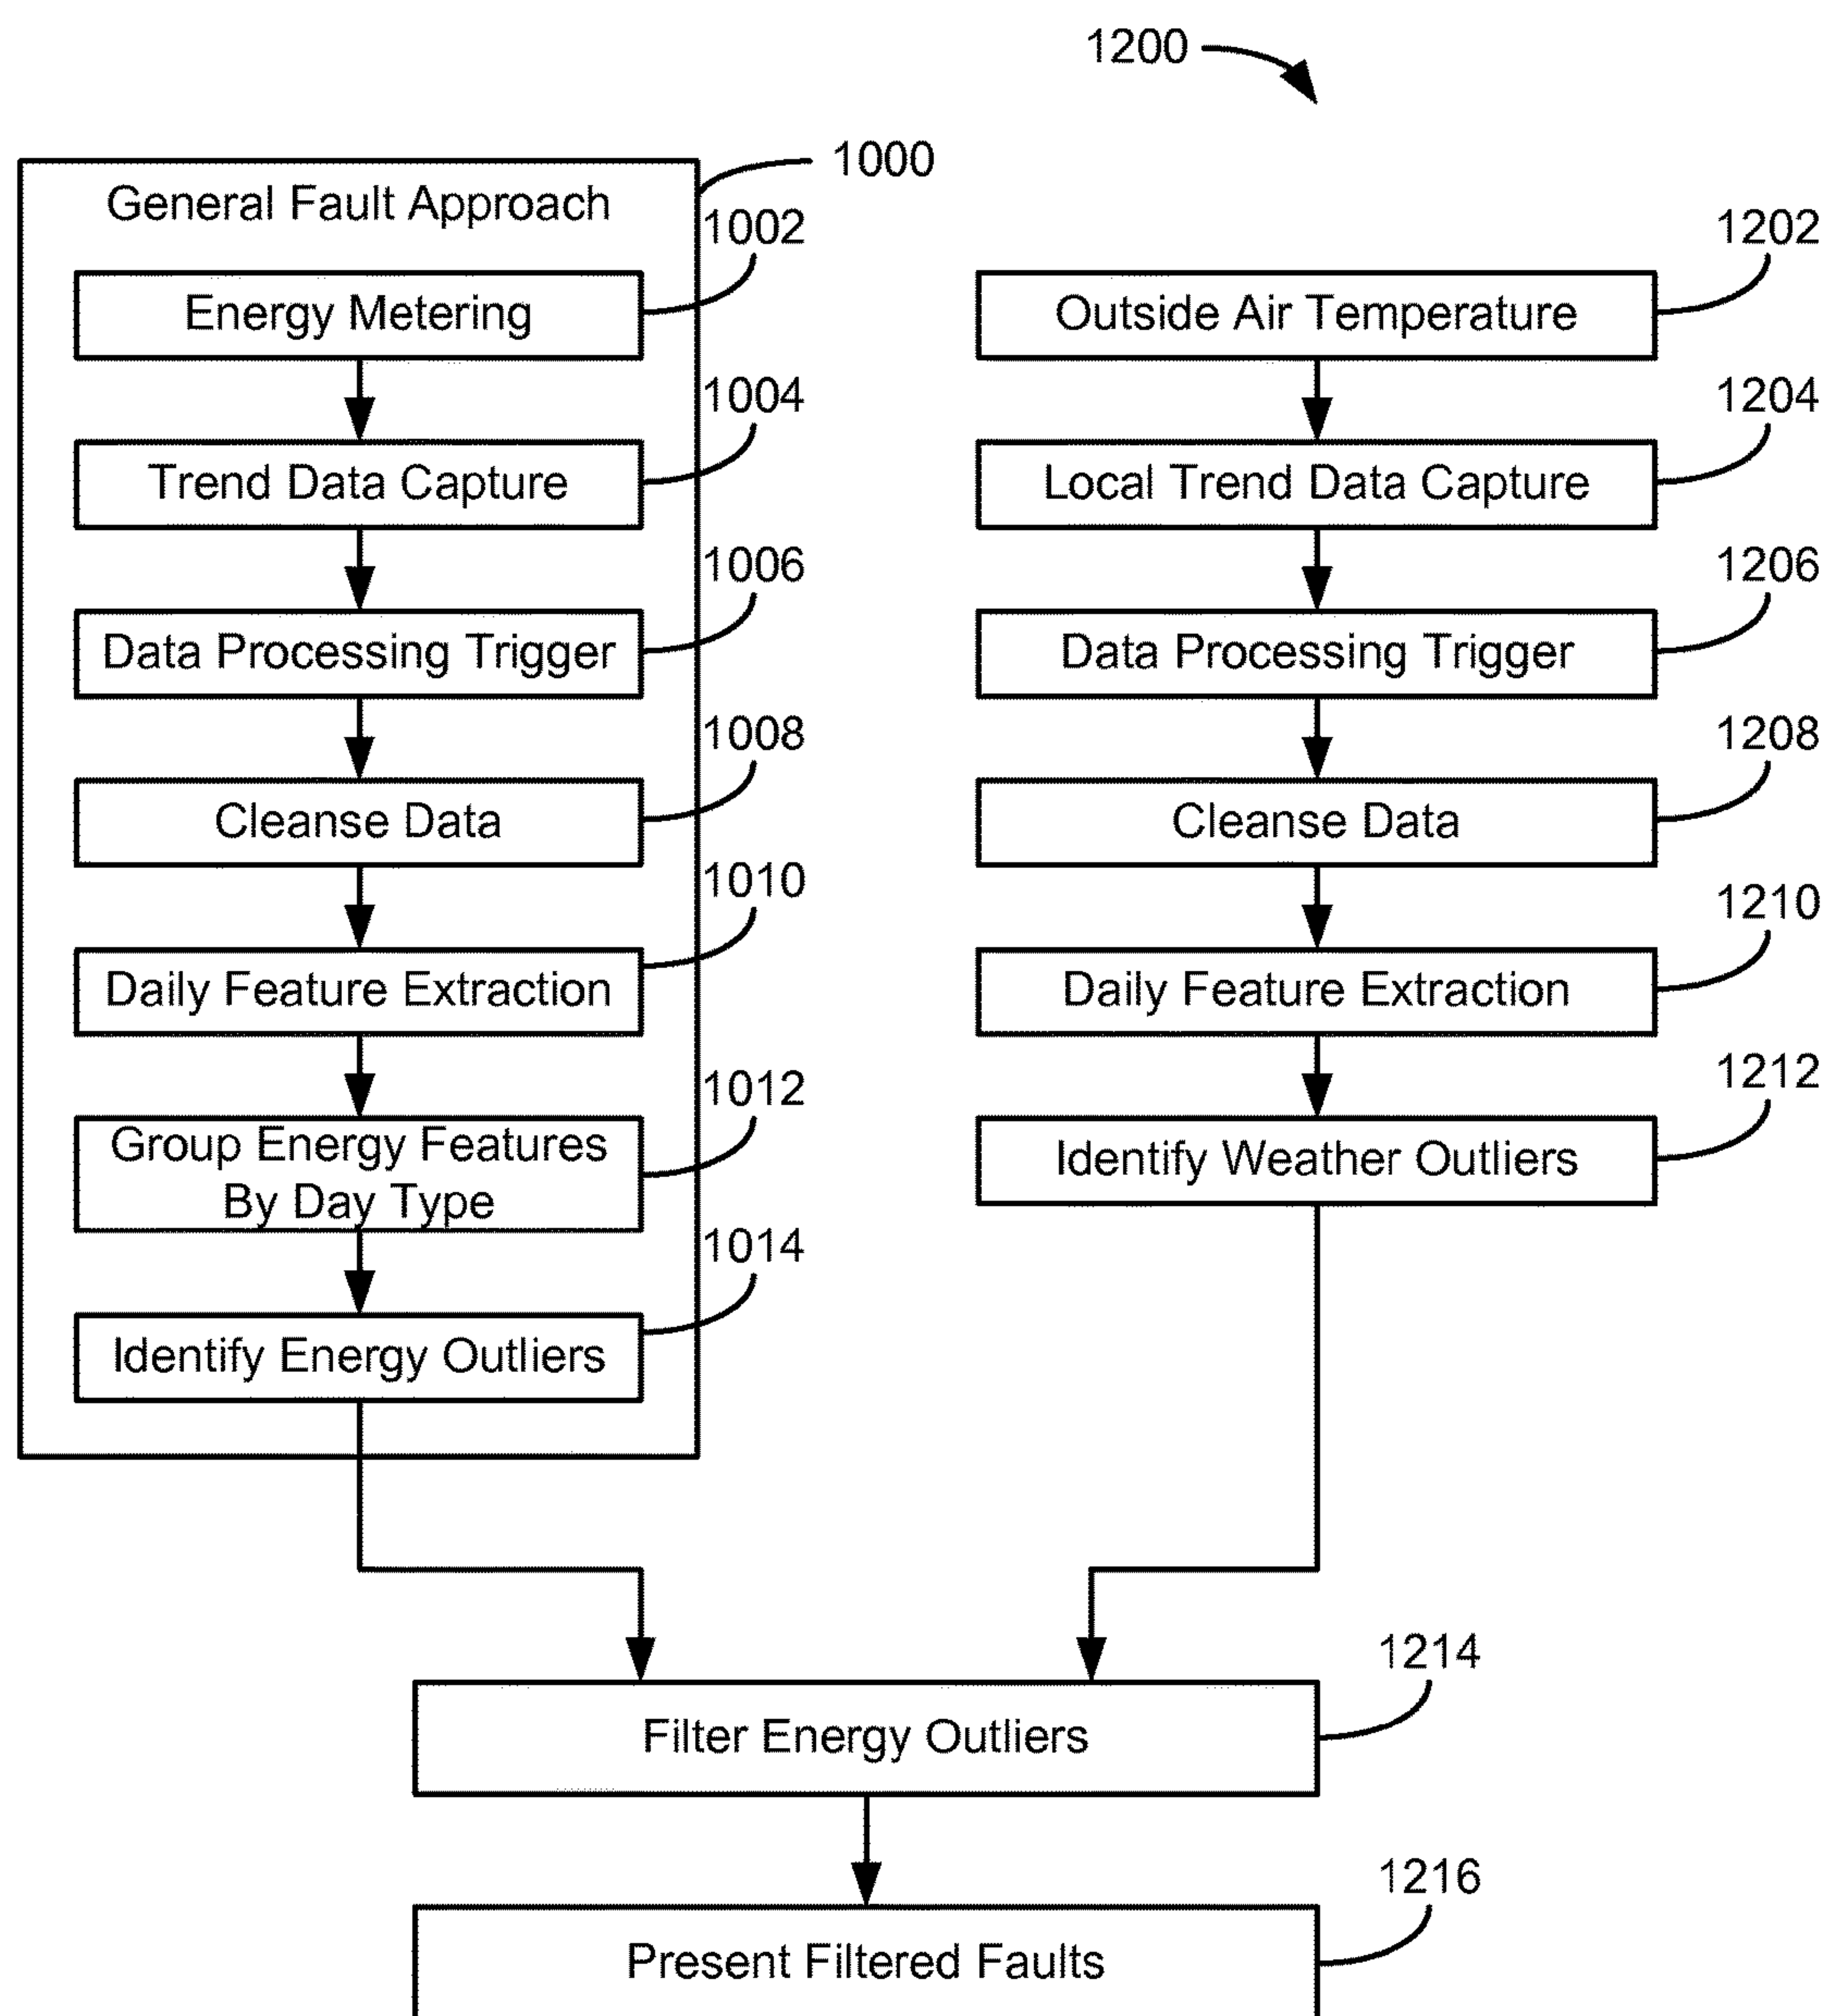 1200
1000
General Fault Approach
1002
Energy Metering
1004
Trend Data Capture
1006
Data Processing Trigger
1008
Cleanse Data
1010
Daily Feature Extraction
1012
Group Energy Features
By Day Type
1014
Identify Energy Outliers
1202
Outside Air Temperature
1204
Local Trend Data Capture
1206
Data Processing Trigger
1208
Cleanse Data
1210
Daily Feature Extraction
1212
Identify Weather Outliers
1214
Filter Energy Outliers
1216
Present Filtered Faults